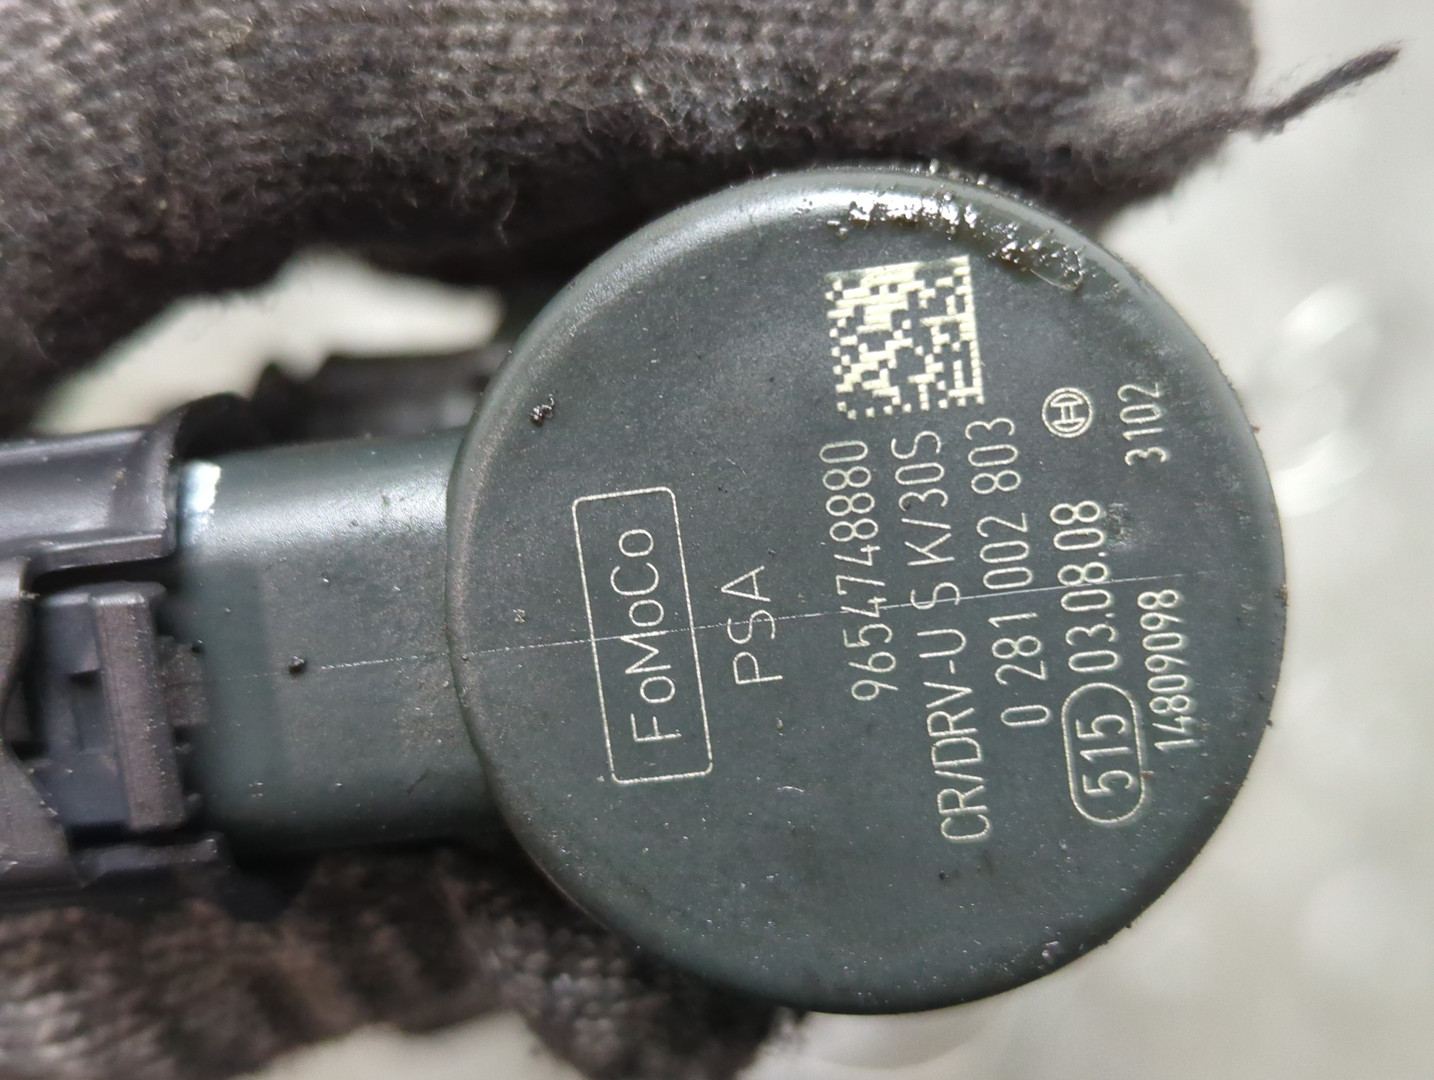 FoMoCo
PSA
9654748880
CR/DRV-U S K/30S
0 281 002 803
515 03.08.08
14809098 3102